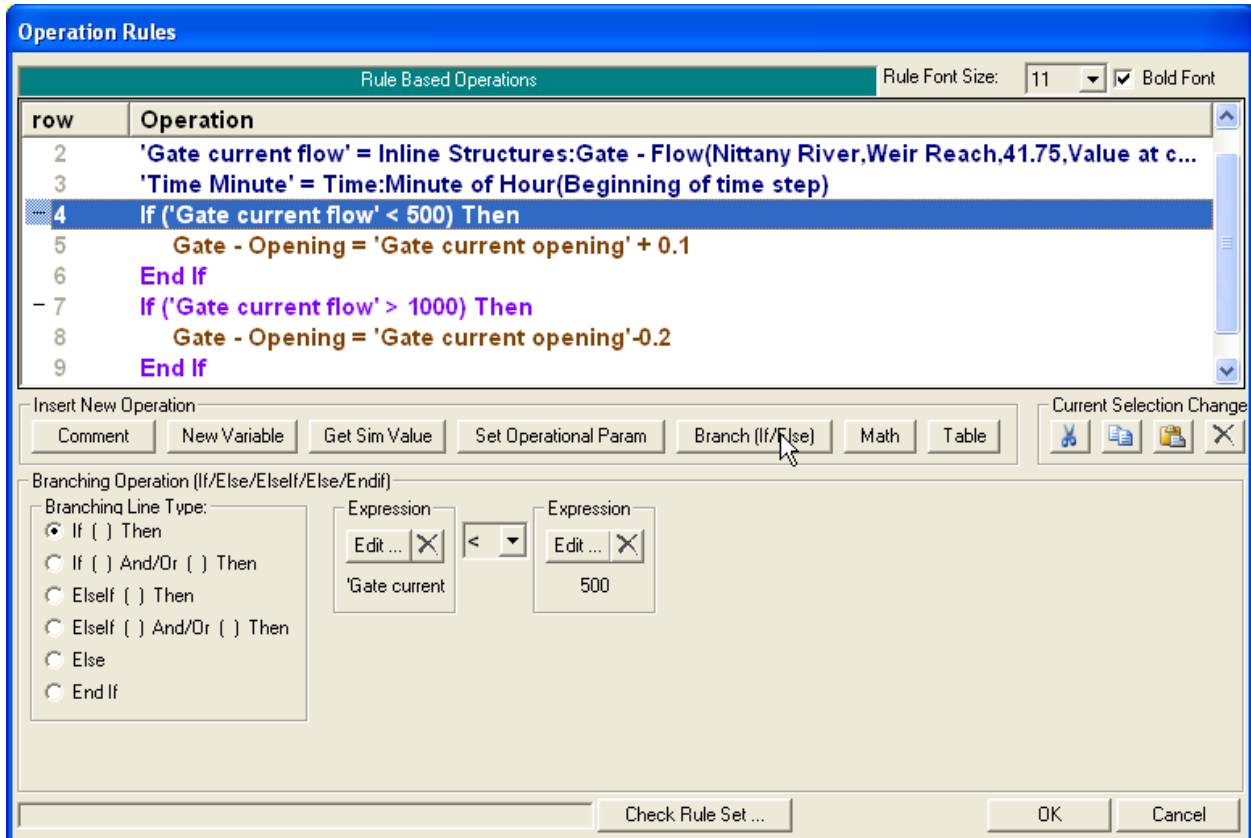 Operation Rules
Rule Based Operations Rule Font Size: 11 Bold Font
row Operation
2 'Gate current flow' = Inline Structures:Gate - Flow(Nittany River,Weir Reach,41.75,Value at c...
3 'Time Minute' = Time:Minute of Hour(Beginning of time step)
4 If ('Gate current flow' < 500) Then
5 Gate - Opening = 'Gate current opening' + 0.1
6 End If
7 If ('Gate current flow' > 1000) Then
8 Gate - Opening = 'Gate current opening'-0.2
9 End If
Insert New Operation Current Selection Change
Comment New Variable Get Sim Value Set Operational Param Branch (If/Else) Math Table
Branching Operation (If/Else/ElseIf/Else/Endif)
Branching Line Type: Expression Expression
If ( ) Then
Edit ... < Edit ...
If ( ) And/Or ( ) Then
'Gate current 500
ElseIf ( ) Then
ElseIf ( ) And/Or ( ) Then
Else
End If
Check Rule Set ... OK Cancel